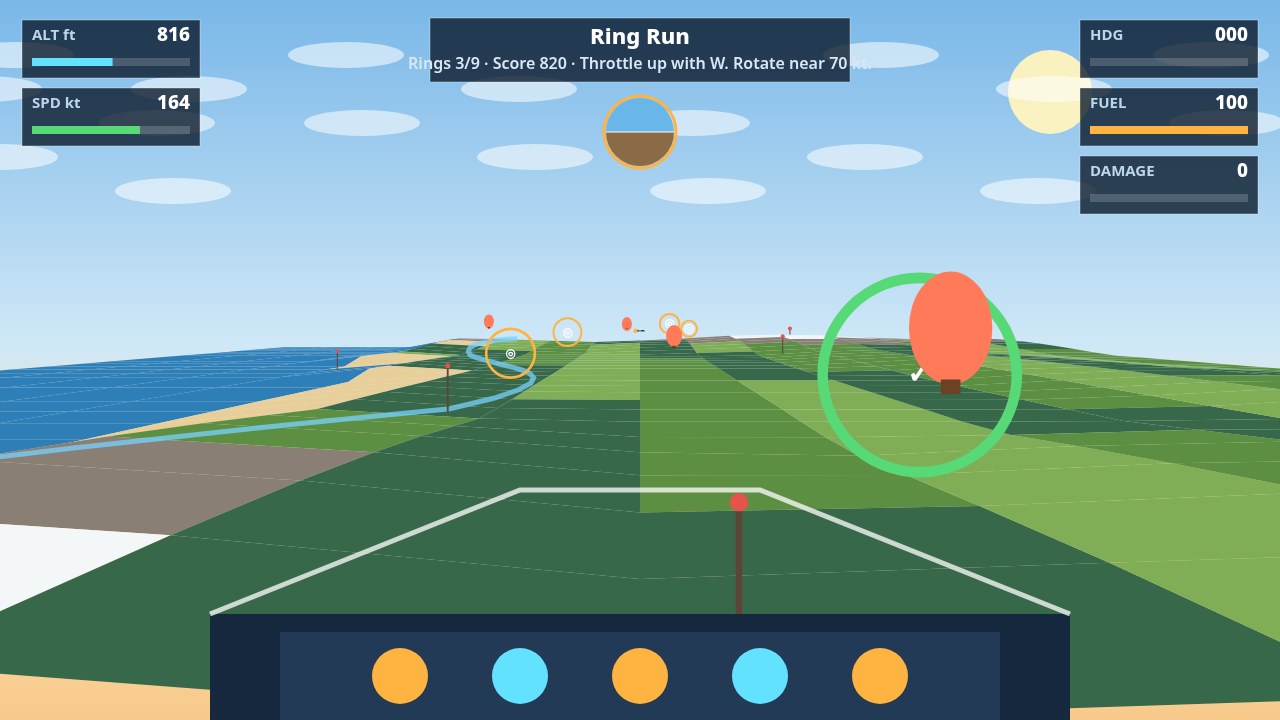 ALT ft 816
SPD kt 164
Ring Run
Rings 3/9 · Score 820 · Throttle up with W. Rotate near 70 kt.
HDG 000
FUEL 100
DAMAGE 0